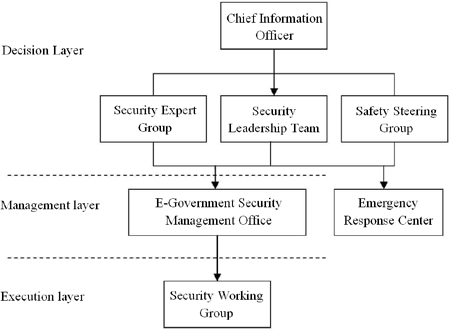 Chief Information
Officer
Decision Layer
Security Expert
Group
Security
Leadership Team
Safety Steering
Group
Management layer
E-Government Security
Management Office
Emergency
Response Center
Execution layer
Security Working
Group